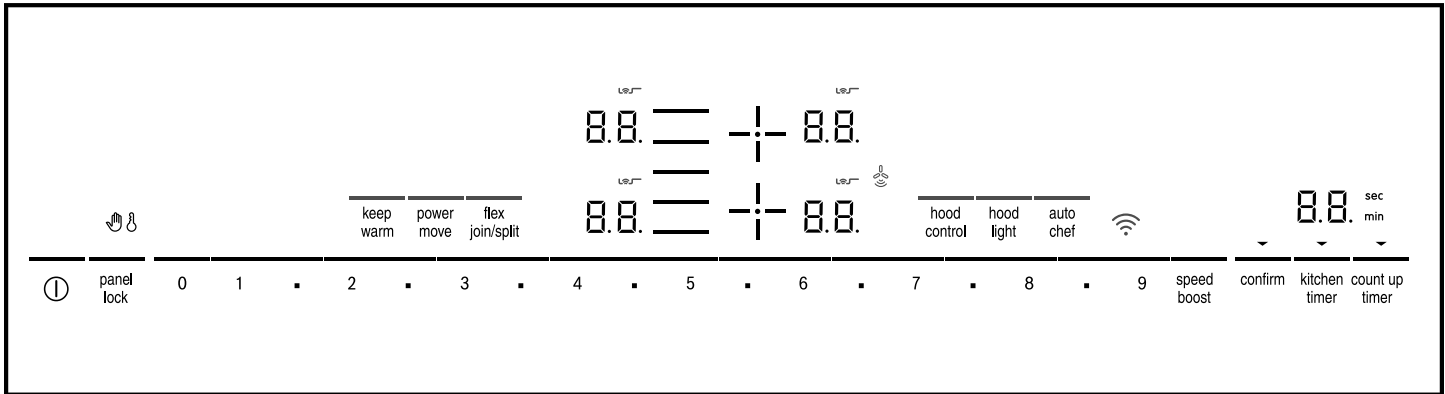 8.8. 8.8.
8.8. 8.8.
8.8. sec
min
keep
warm
power
move
flex
join/split
hood
control
hood
light
auto
chef
panel
lock
0 1 . 2 . 3 . 4 . 5 . 6 . 7 . 8 . 9
speed
boost
confirm
kitchen
timer
count up
timer